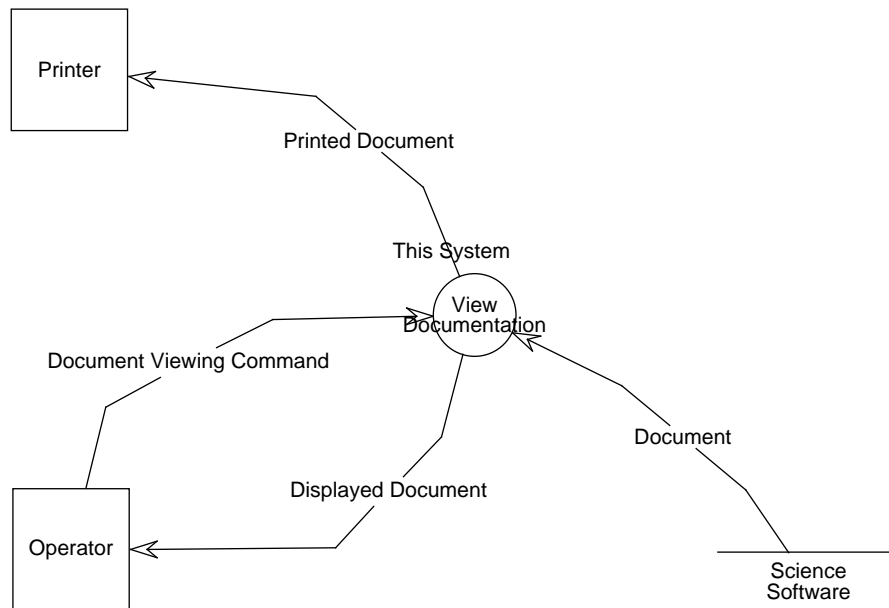 Printer
Printed Document
This System
View
Documentation
Document Viewing Command
Document
Displayed Document
Operator
Science
Software